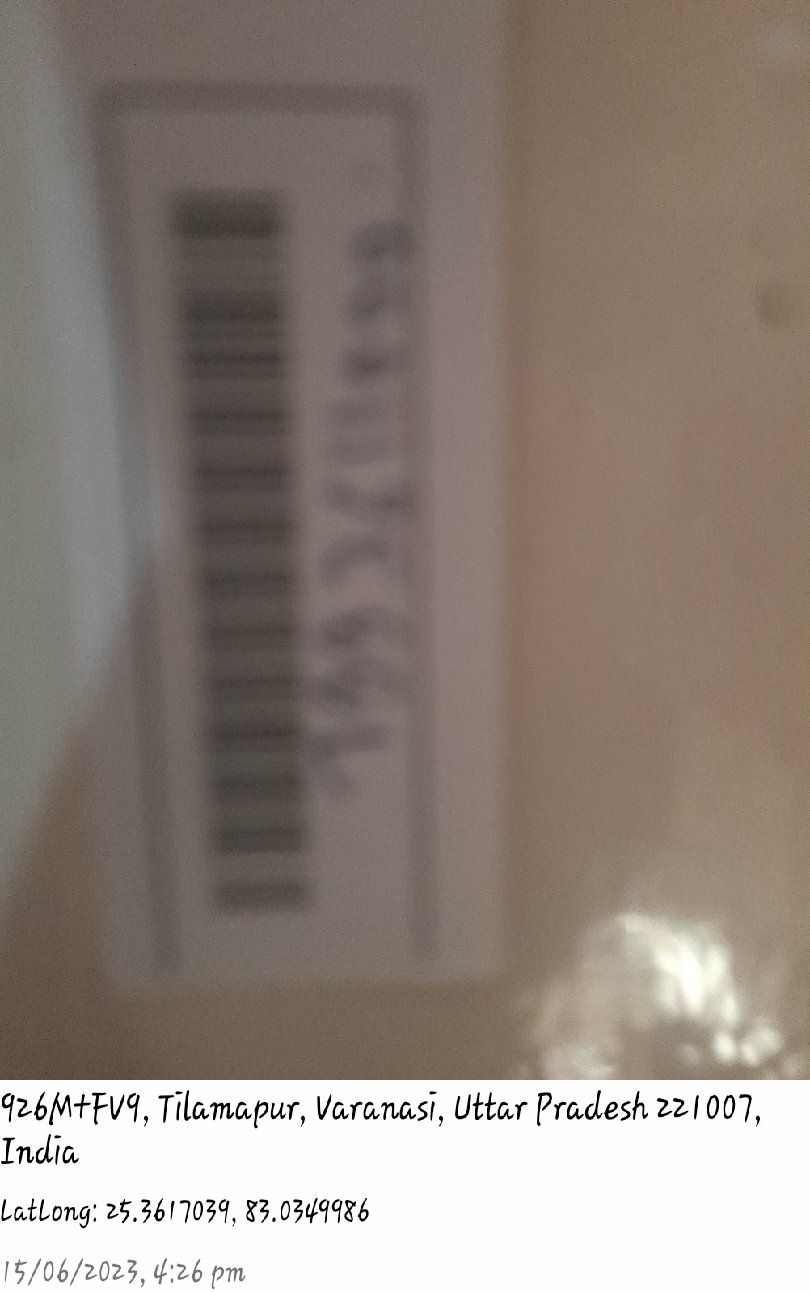 926M+FV9, Tilamapur, Varanasi, Uttar Pradesh 221007,
India
LatLong: 25.3617039, 83.0349986
15/06/2023, 4:26 pm